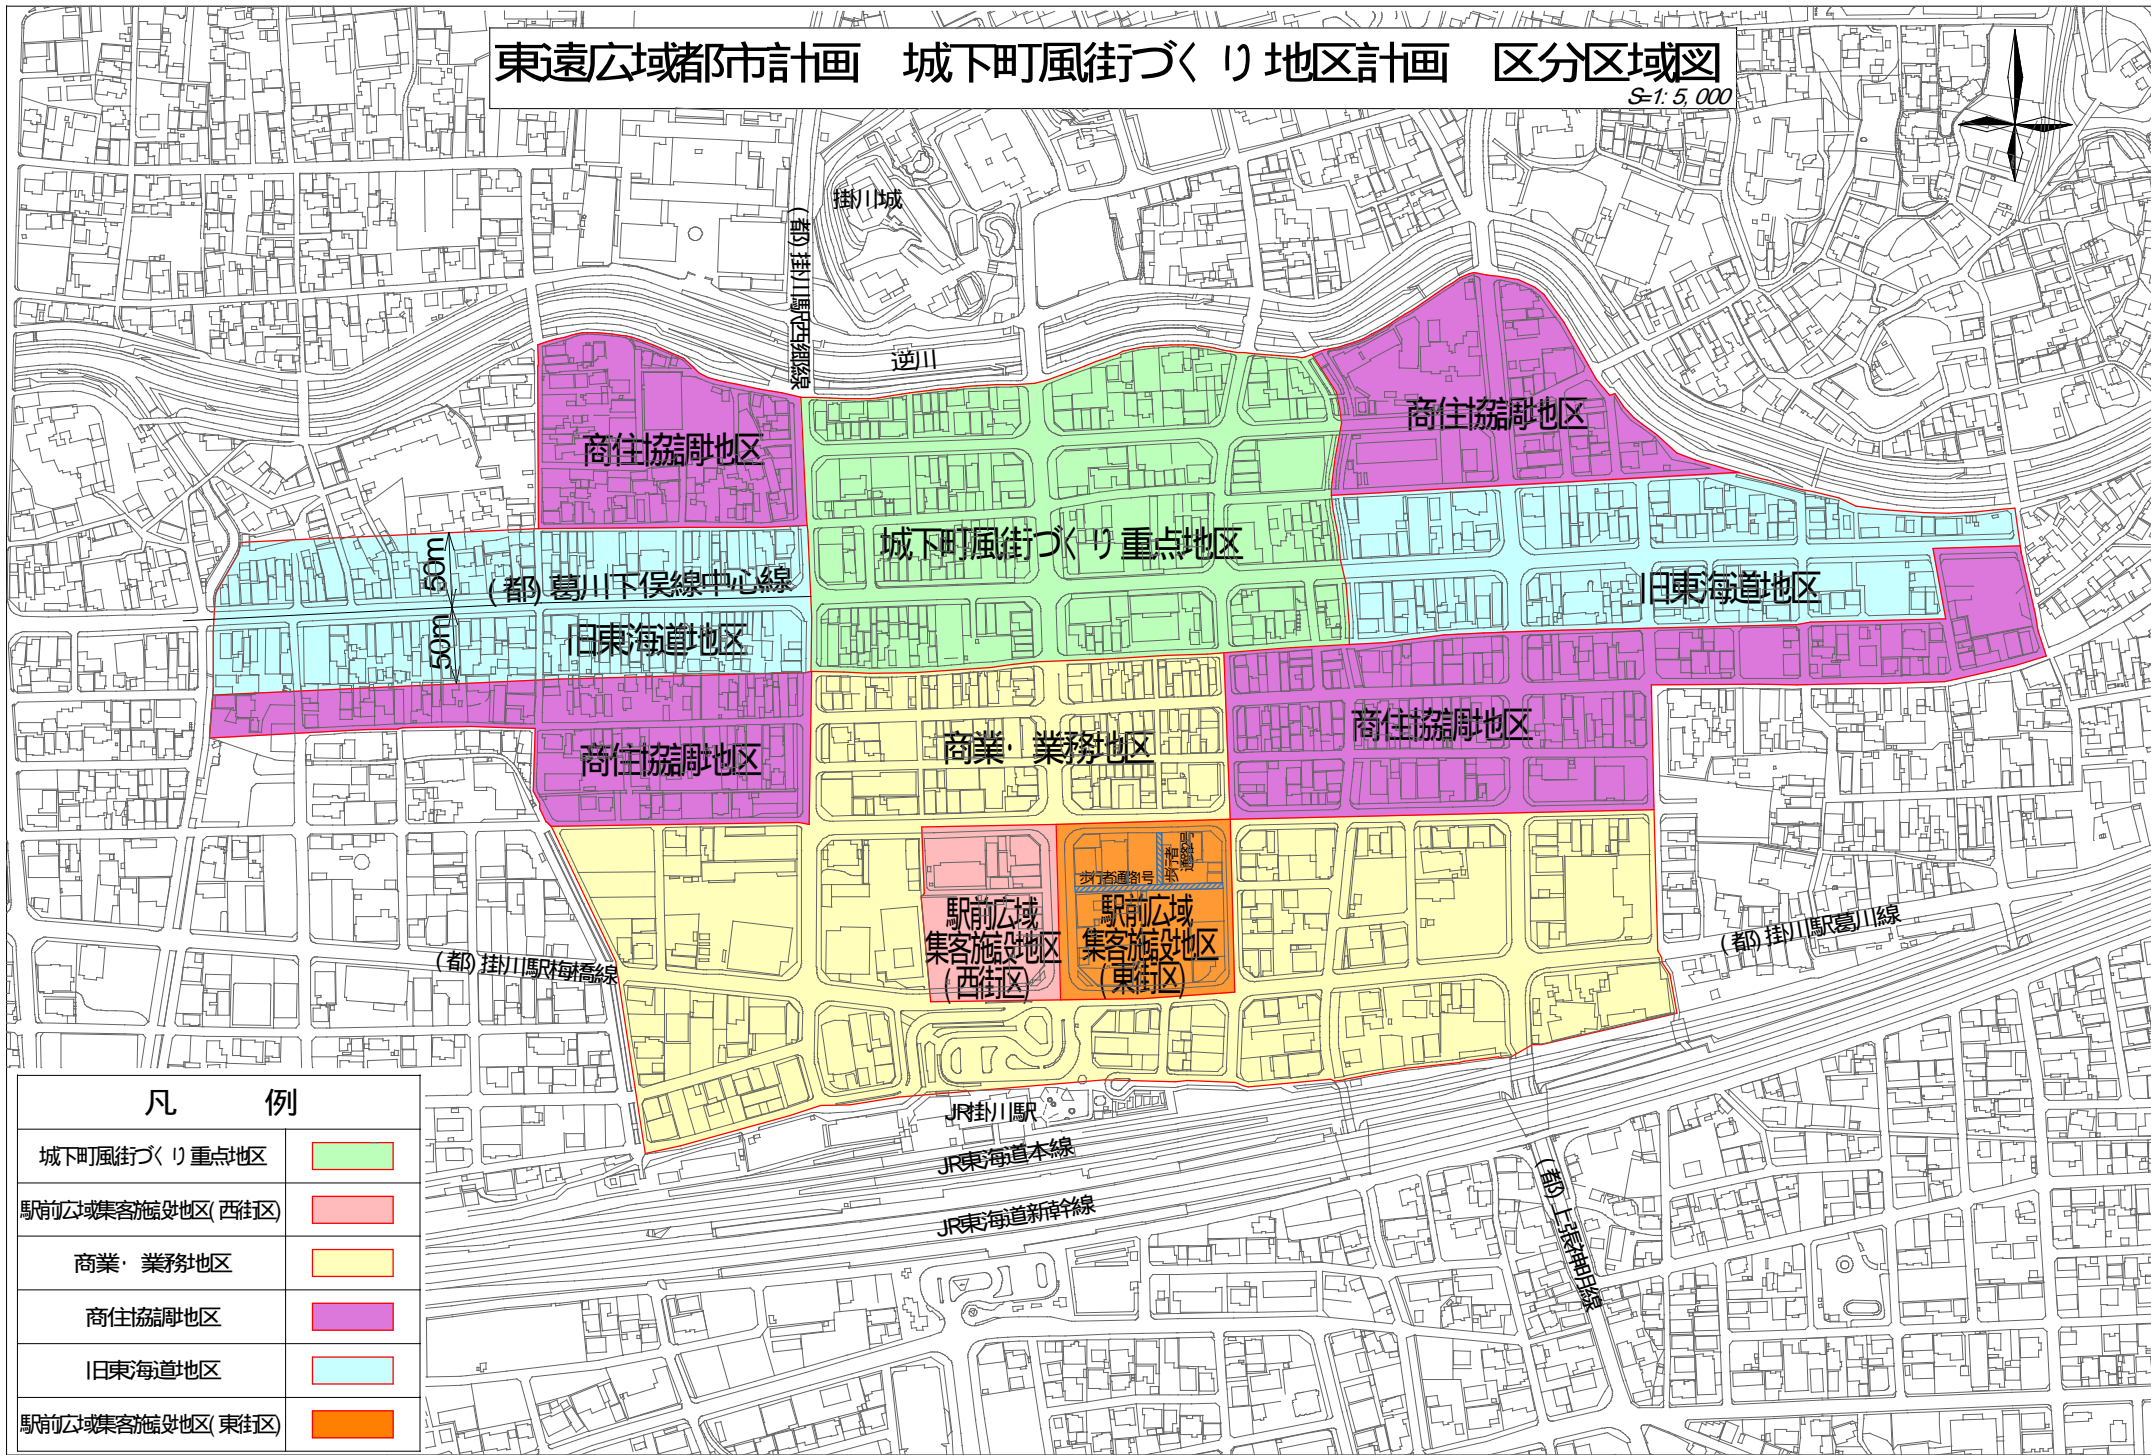 東遠広域都市計画　城下町風街づくり地区計画　区分区域図
S=1:5,000
掛川城
(都)掛川駅西郷線
逆川
商住協調地区
商住協調地区
城下町風街づくり重点地区
50m
50m
(都)葛川下俣線中心線
旧東海道地区
旧東海道地区
商住協調地区
商業・業務地区
商住協調地区
歩行者通路2号
歩行者通路1号
駅前広域
集客施設地区
(西街区)
駅前広域
集客施設地区
(東街区)
(都)掛川駅梅橋線
(都)掛川駅葛川線
JR掛川駅
JR東海道本線
JR東海道新幹線
(都)上張神明線
凡　例
城下町風街づくり重点地区
駅前広域集客施設地区(西街区)
商業・業務地区
商住協調地区
旧東海道地区
駅前広域集客施設地区(東街区)